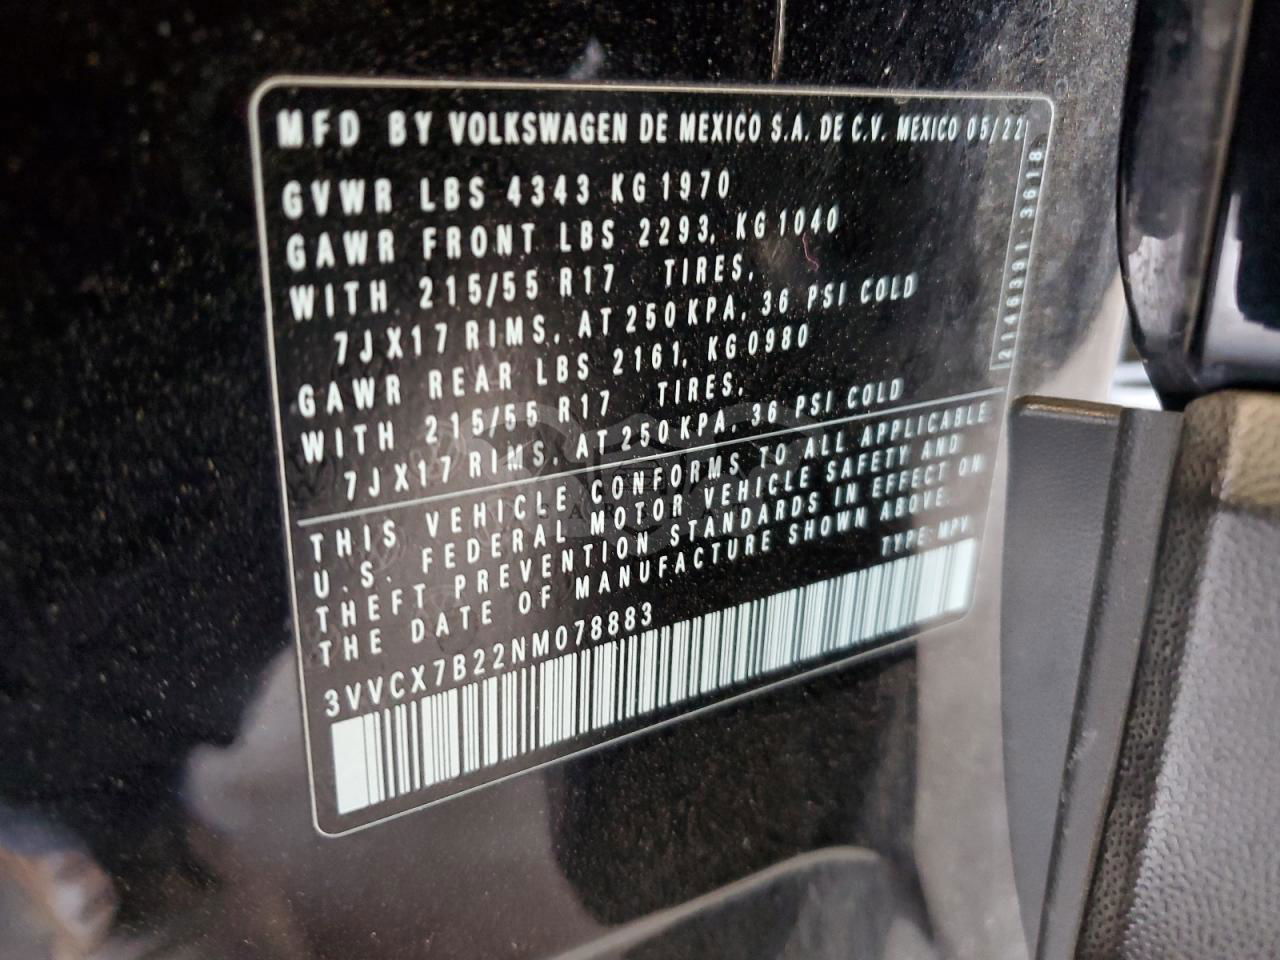 MFD BY VOLKSWAGEN DE MEXICO S.A. DE C.V. MEXICO 05/22
GVWR LBS 4343 KG 1970
GAWR FRONT LBS 2293, KG 1040
WITH 215/55 R17 TIRES,
7JX17 RIMS, AT 250 KPA, 36 PSI COLD
GAWR REAR LBS 2161, KG 0980
WITH 215/55 R17 TIRES,
7JX17 RIMS, AT 250 KPA, 36 PSI COLD
21463913618
THIS VEHICLE CONFORMS TO ALL APPLICABLE
U.S. FEDERAL MOTOR VEHICLE SAFETY AND
THEFT PREVENTION STANDARDS IN EFFECT ON
THE DATE OF MANUFACTURE SHOWN ABOVE.
TYPE: MPV
3VVCX7B22NM078883